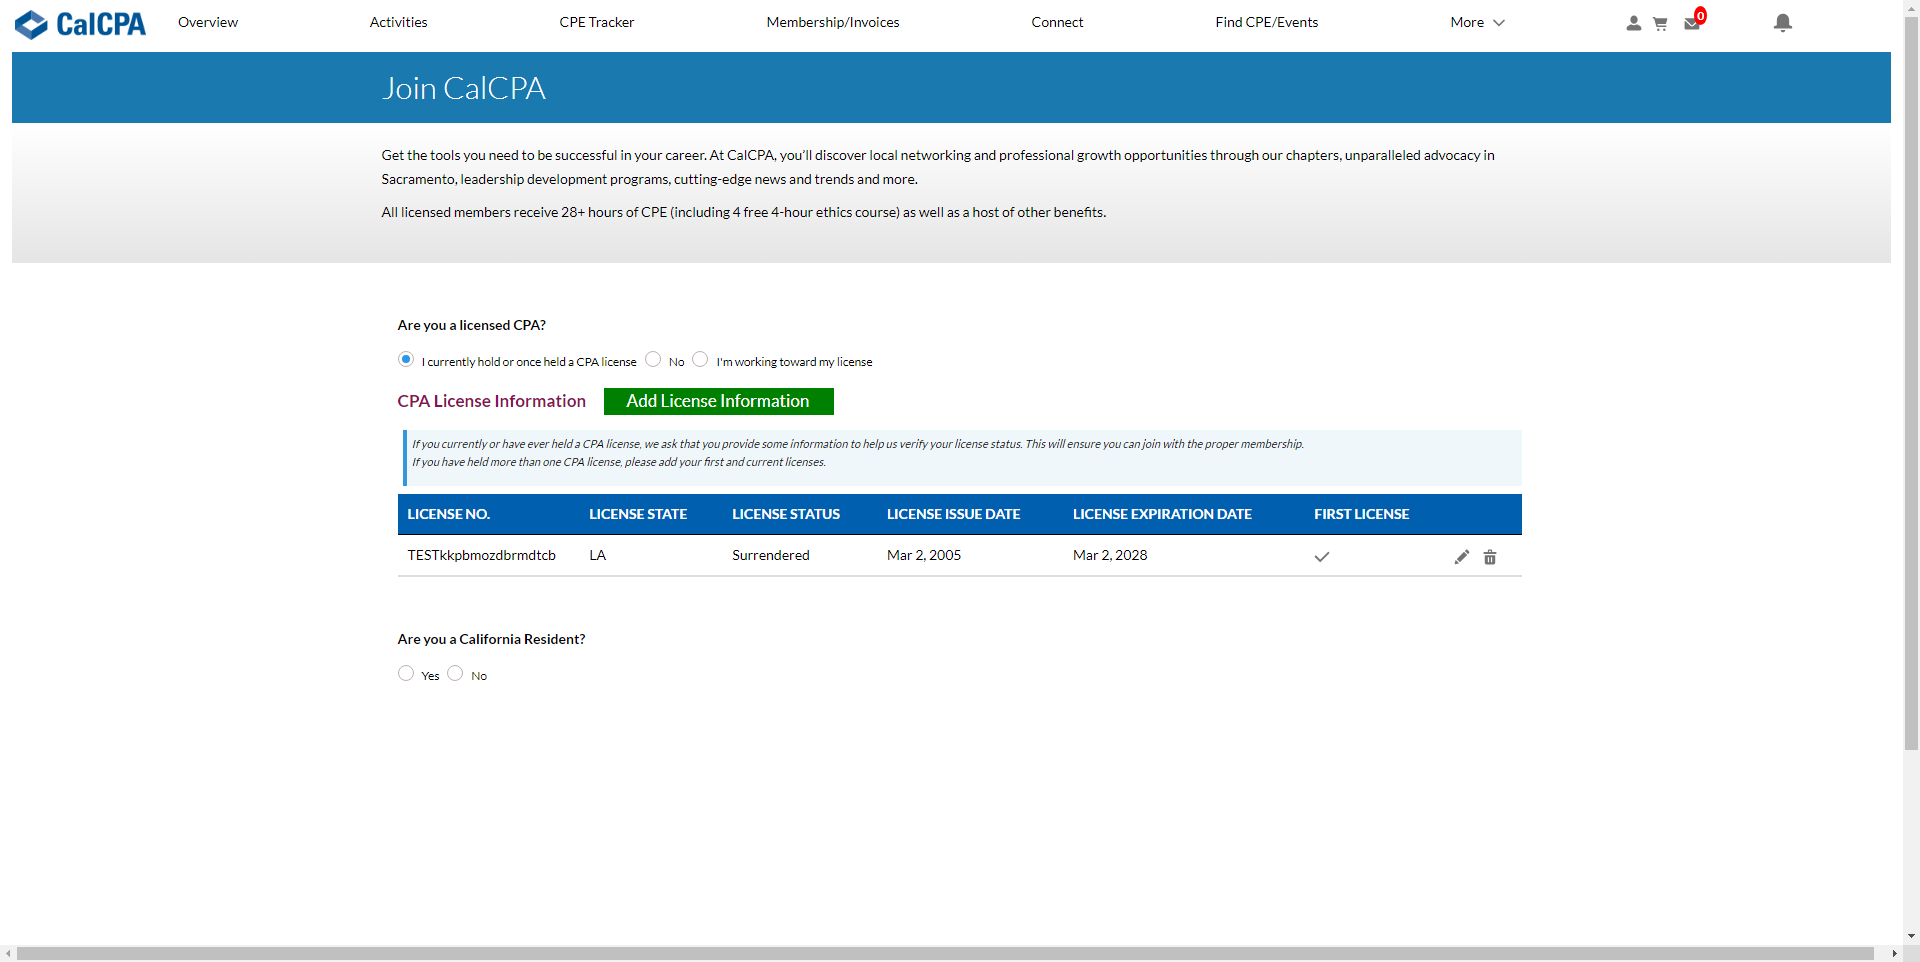 CalCPA
Overview
Activities
CPE Tracker
Membership/Invoices
Connect
Find CPE/Events
More
0
Join CalCPA
Get the tools you need to be successful in your career. At CalCPA, you’ll discover local networking and professional growth opportunities through our chapters, unparalleled advocacy in
Sacramento, leadership development programs, cutting-edge news and trends and more.
All licensed members receive 28+ hours of CPE (including 4 free 4-hour ethics course) as well as a host of other benefits.
Are you a licensed CPA?
I currently hold or once held a CPA license No I'm working toward my license
CPA License Information Add License Information
If you currently or have ever held a CPA license, we ask that you provide some information to help us verify your license status. This will ensure you can join with the proper membership.
If you have held more than one CPA license, please add your first and current licenses.
LICENSE NO. LICENSE STATE LICENSE STATUS LICENSE ISSUE DATE LICENSE EXPIRATION DATE FIRST LICENSE
TESTkkpbmozdbrmdtcb LA Surrendered Mar 2, 2005 Mar 2, 2028
Are you a California Resident?
Yes No